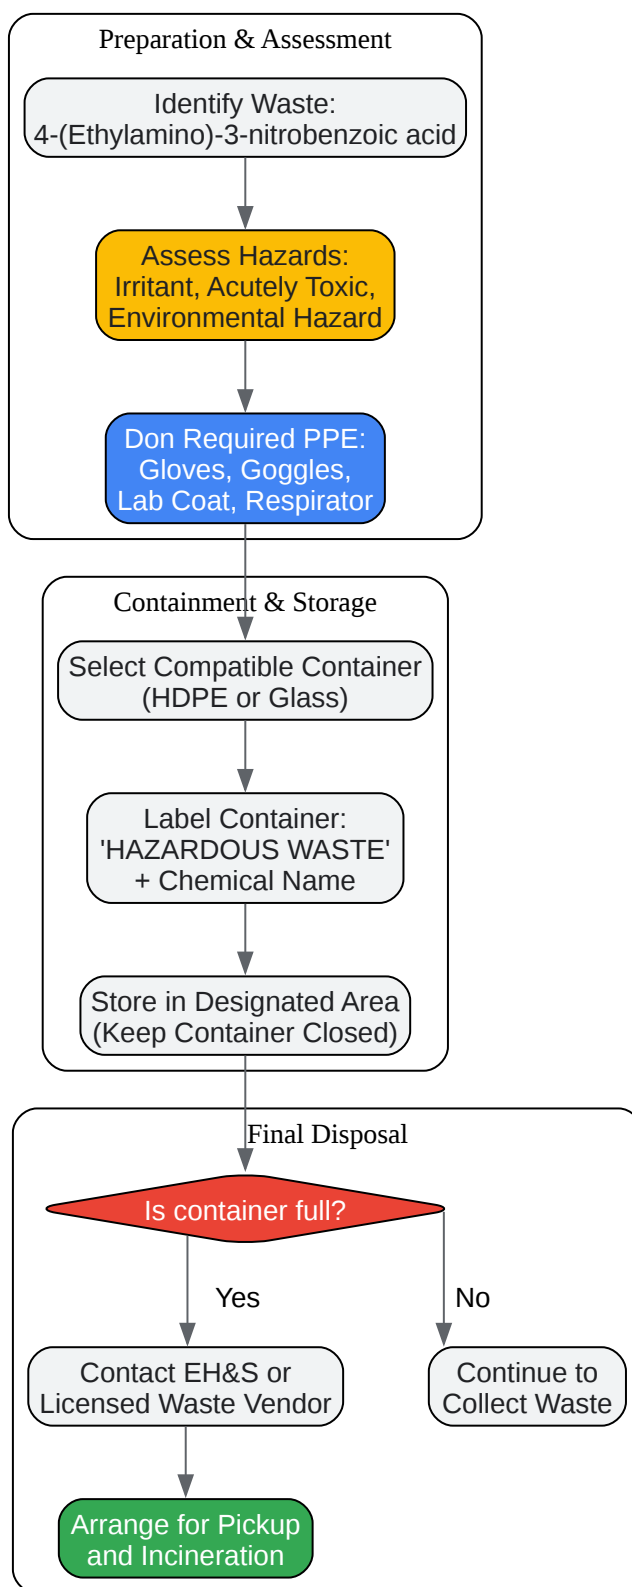 Preparation & Assessment
Identify Waste:
4-(Ethylamino)-3-nitrobenzoic acid
Assess Hazards:
Irritant, Acutely Toxic,
Environmental Hazard
Don Required PPE:
Gloves, Goggles,
Lab Coat, Respirator
Containment & Storage
Select Compatible Container
(HDPE or Glass)
Label Container:
'HAZARDOUS WASTE'
+ Chemical Name
Store in Designated Area
(Keep Container Closed)
Final Disposal
Is container full?
Yes
No
Contact EH&S or
Licensed Waste Vendor
Continue to
Collect Waste
Arrange for Pickup
and Incineration